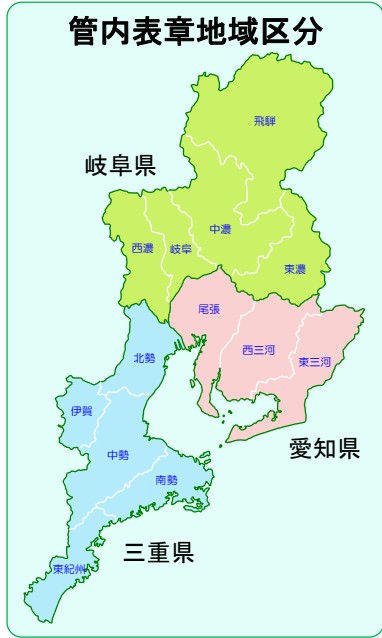 管内表章地域区分
飛騨
岐阜県
中濃
西濃
岐阜
東濃
尾張
北勢
西三河
東三河
伊賀
愛知県
中勢
南勢
三重県
東紀州